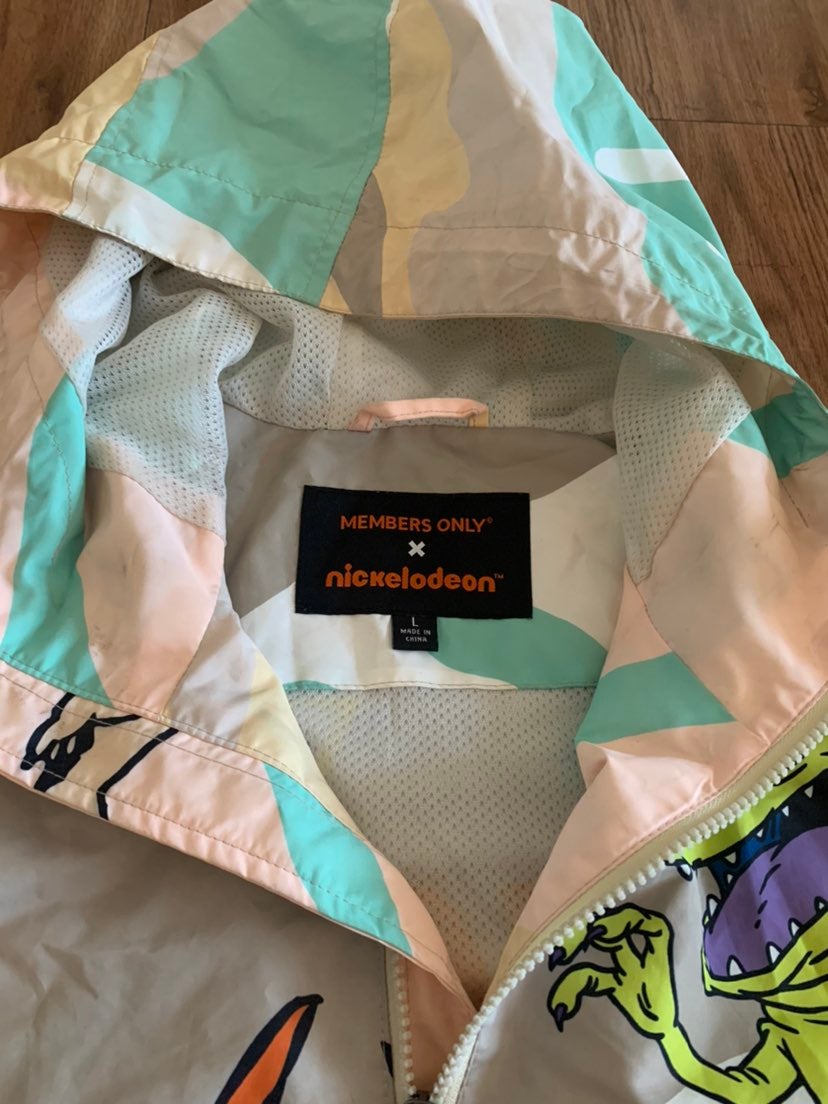 MEMBERS ONLY®
×
nickelodeon™
L
MADE IN
CHINA